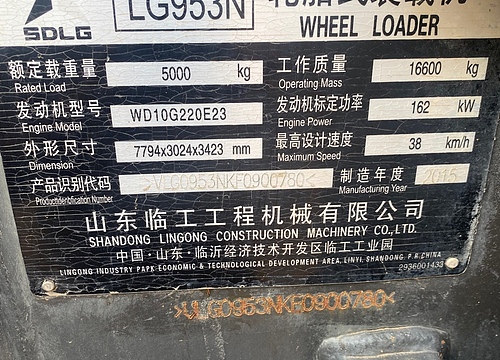 LG953N
SDLG
WHEEL LOADER
额定载重量 5000 kg
Rated Load
工作质量 16600 kg
Operating Mass
发动机型号 WD10G220E23
Engine Model
发动机标定功率 162 kW
Engine Power
外形尺寸 7794x3024x3423 mm
Dimension
最高设计速度 38 km/h
Maximum Speed
产品识别代码 >VLG0953NKF0900780<
Productidentification Number
制造年度 2015
Manufacturing Year
山东临工工程机械有限公司
SHANDONG LINGONG CONSTRUCTION MACHINERY CO.,LTD.
中国·山东·临沂经济技术开发区临工工业园
LINGONG INDUSTRY PAPK ECONOMIC & TECHNOLOGICAL DEVELOPMENT AREA, LINYI, SHANDONG P.R.CHINA
2936001433
>VLG0953NKF0900780<